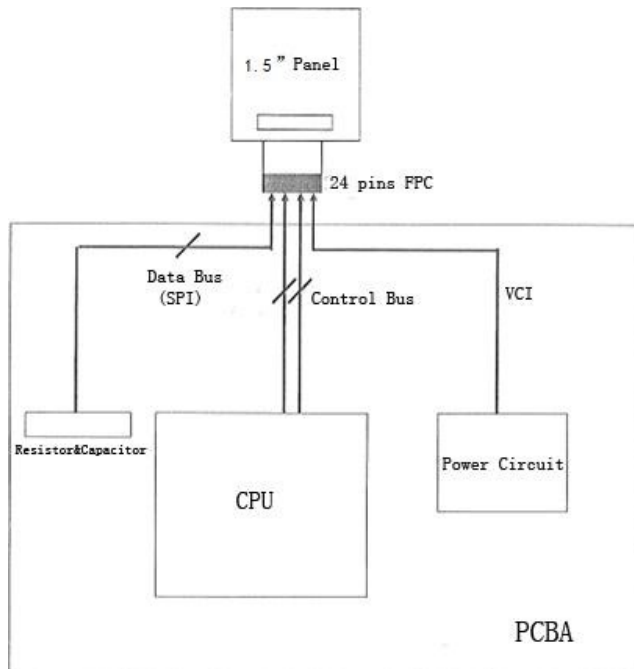 1.5” Panel
24 pins FPC
Data Bus
(SPI)
Control Bus
VCI
Resistor&Capacitor
CPU
Power Circuit
PCBA